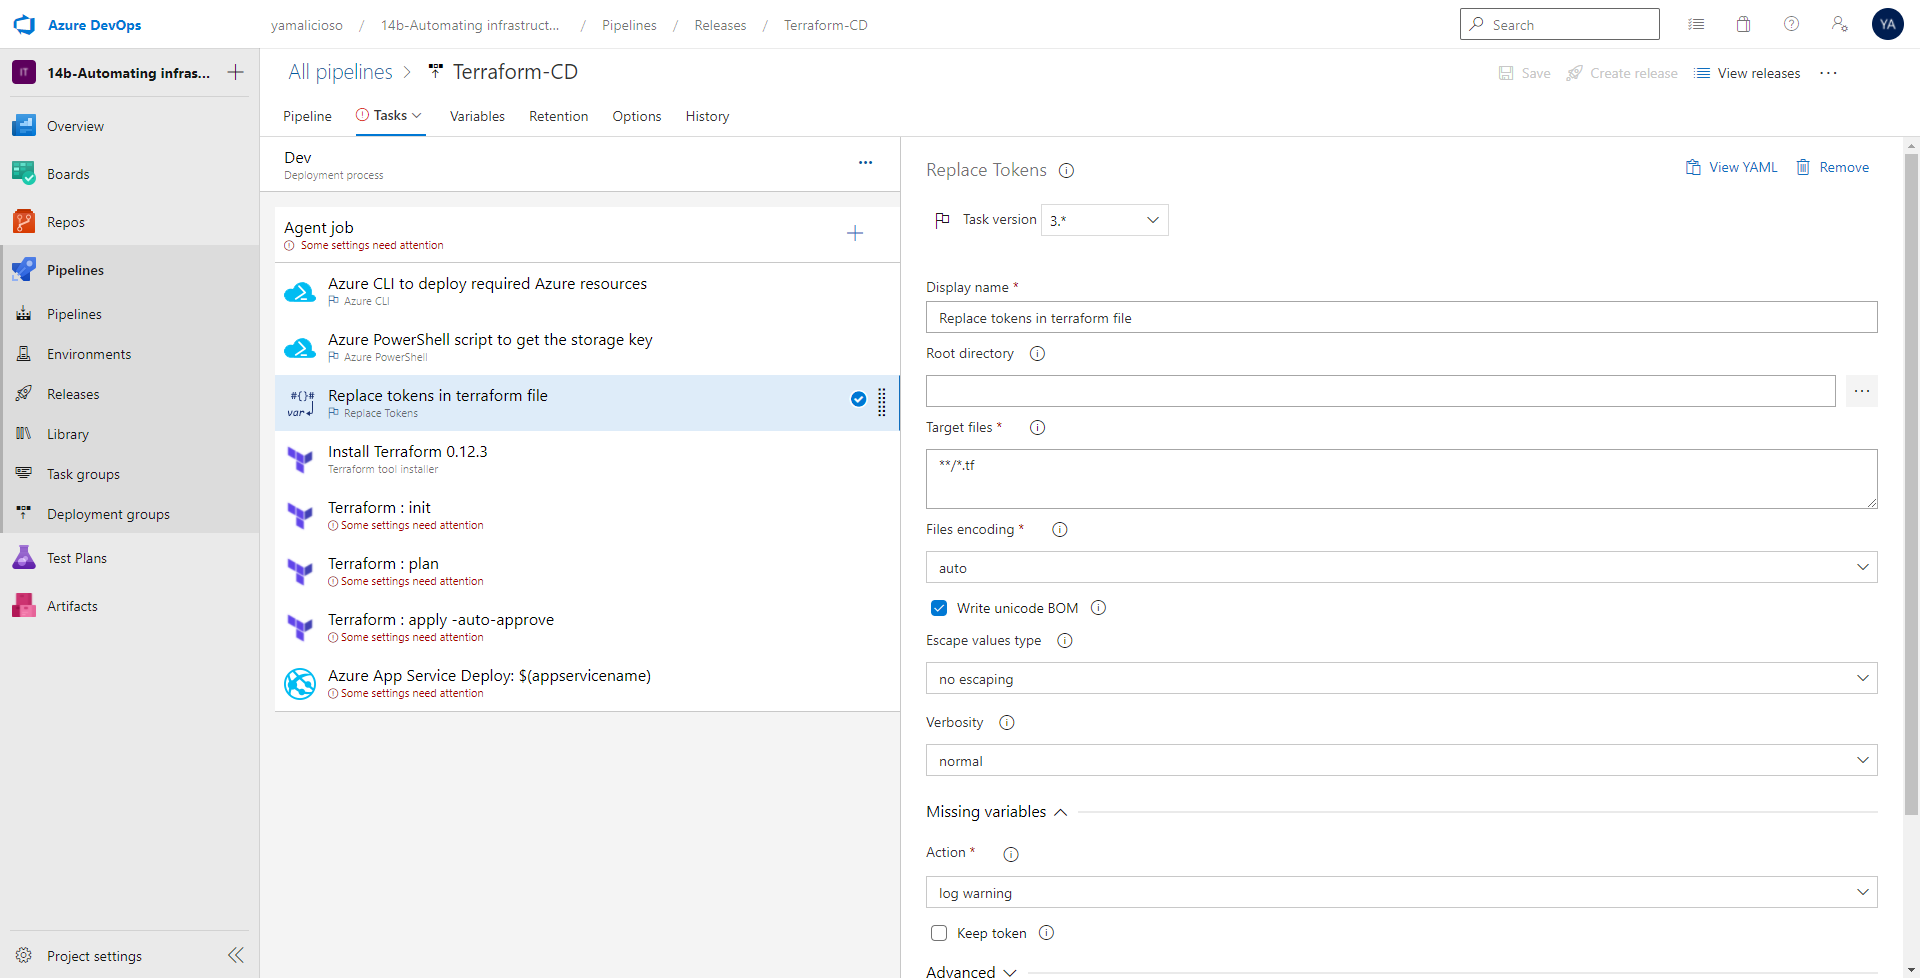 Azure DevOps
yamalicioso / 14b-Automating infrastruct... / Pipelines / Releases / Terraform-CD
Search
YA
IT
14b-Automating infras...
Overview
Boards
Repos
Pipelines
Pipelines
Environments
Releases
Library
Task groups
Deployment groups
Test Plans
Artifacts
Project settings
All pipelines > Terraform-CD
Save
Create release
View releases
Pipeline
Tasks
Variables
Retention
Options
History
Dev
Deployment process
Agent job
Some settings need attention
Azure CLI to deploy required Azure resources
Azure CLI
Azure PowerShell script to get the storage key
Azure PowerShell
#{}#
var
Replace tokens in terraform file
Replace Tokens
Install Terraform 0.12.3
Terraform tool installer
Terraform : init
Some settings need attention
Terraform : plan
Some settings need attention
Terraform : apply -auto-approve
Some settings need attention
Azure App Service Deploy: $(appservicename)
Some settings need attention
Replace Tokens
View YAML
Remove
Task version
3.*
Display name *
Replace tokens in terraform file
Root directory
Target files *
**/*.tf
Files encoding *
auto
Write unicode BOM
Escape values type
no escaping
Verbosity
normal
Missing variables
Action *
log warning
Keep token
Advanced